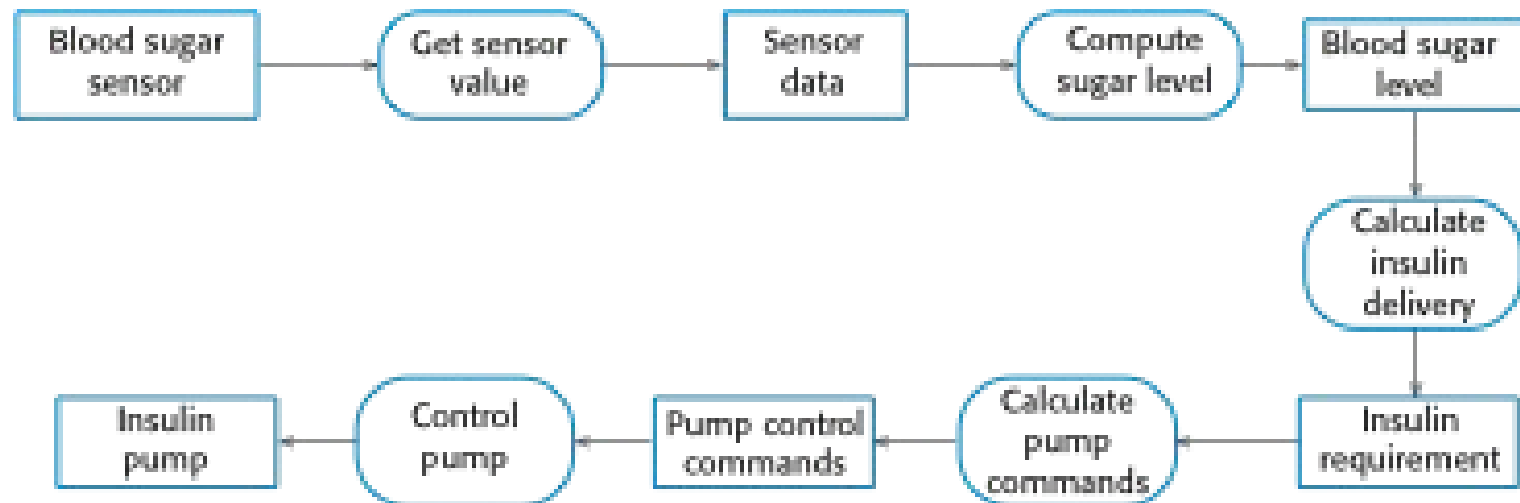 Blood sugar
sensor
Get sensor
value
Sensor
data
Compute
sugar level
Blood sugar
level
Calculate
insulin
delivery
Insulin
requirement
Calculate
pump
commands
Pump control
commands
Control
pump
Insulin
pump